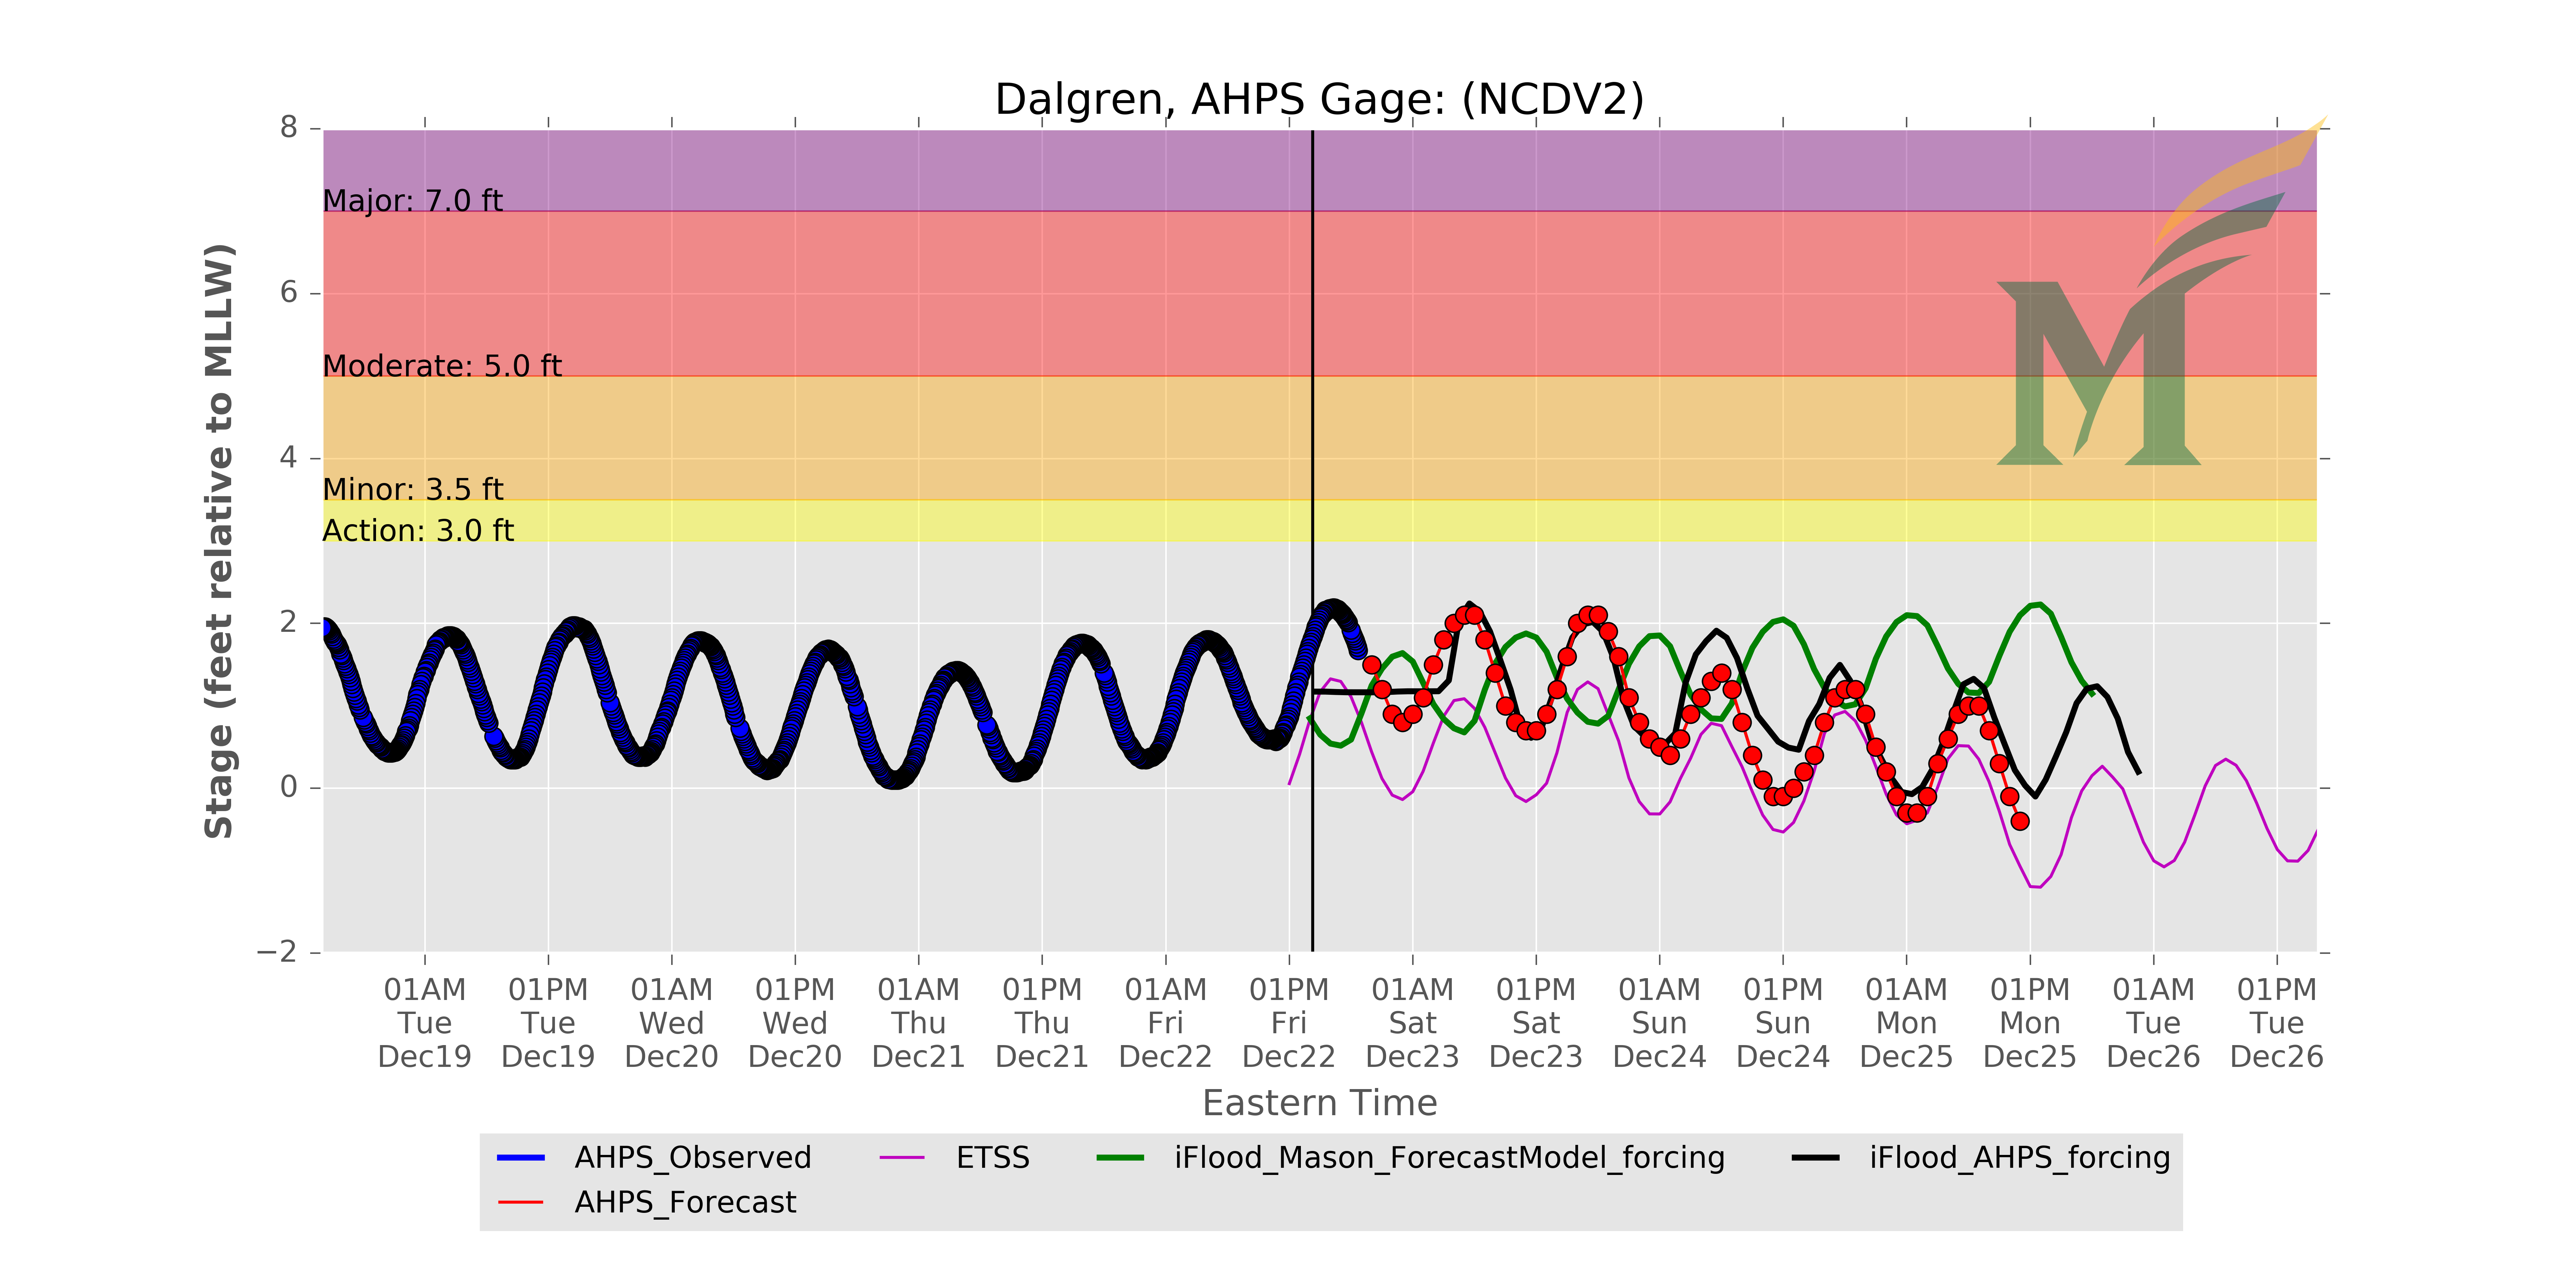 Dalgren, AHPS Gage: (NCDV2)
8
Major: 7.0 ft
6
Moderate: 5.0 ft
4
Minor: 3.5 ft
Action: 3.0 ft
2
0
−2
Stage (feet relative to MLLW)
M
01AM 01PM 01AM 01PM 01AM 01PM 01AM 01PM 01AM 01PM 01AM 01PM 01AM 01PM 01AM 01PM
Tue Tue Wed Wed Thu Thu Fri Fri Sat Sat Sun Sun Mon Mon Tue Tue
Dec19 Dec19 Dec20 Dec20 Dec21 Dec21 Dec22 Dec22 Dec23 Dec23 Dec24 Dec24 Dec25 Dec25 Dec26 Dec26
Eastern Time
AHPS_Observed ETSS iFlood_Mason_ForecastModel_forcing iFlood_AHPS_forcing
AHPS_Forecast